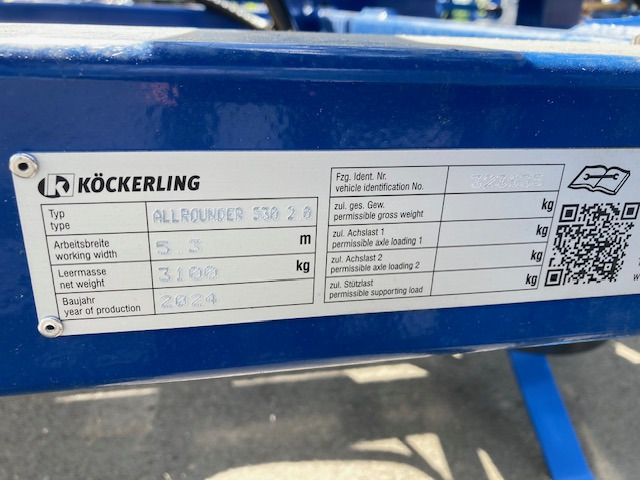 KÖCKERLING
Typ
type
ALLROUNDER 530 2 0
Arbeitsbreite
working width
5.3
m
Leermasse
net weight
3100
kg
Baujahr
year of production
2024
Fzg. Ident. Nr.
vehicle identification No.
zul. ges. Gew.
permissible gross weight
kg
zul. Achslast 1
permissible axle loading 1
kg
zul. Achslast 2
permissible axle loading 2
kg
zul. Stützlast
permissible supporting load
kg